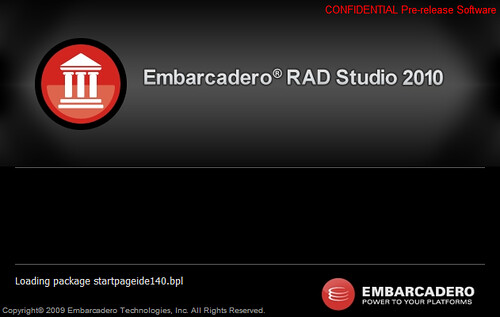 CONFIDENTIAL Pre-release Software
Embarcadero® RAD Studio 2010
Loading package startpageide140.bpl
EMBARCADERO
POWER TO YOUR PLATFORMS
Copyright® 2009 Embarcadero Technologies, Inc. All Rights Reserved.